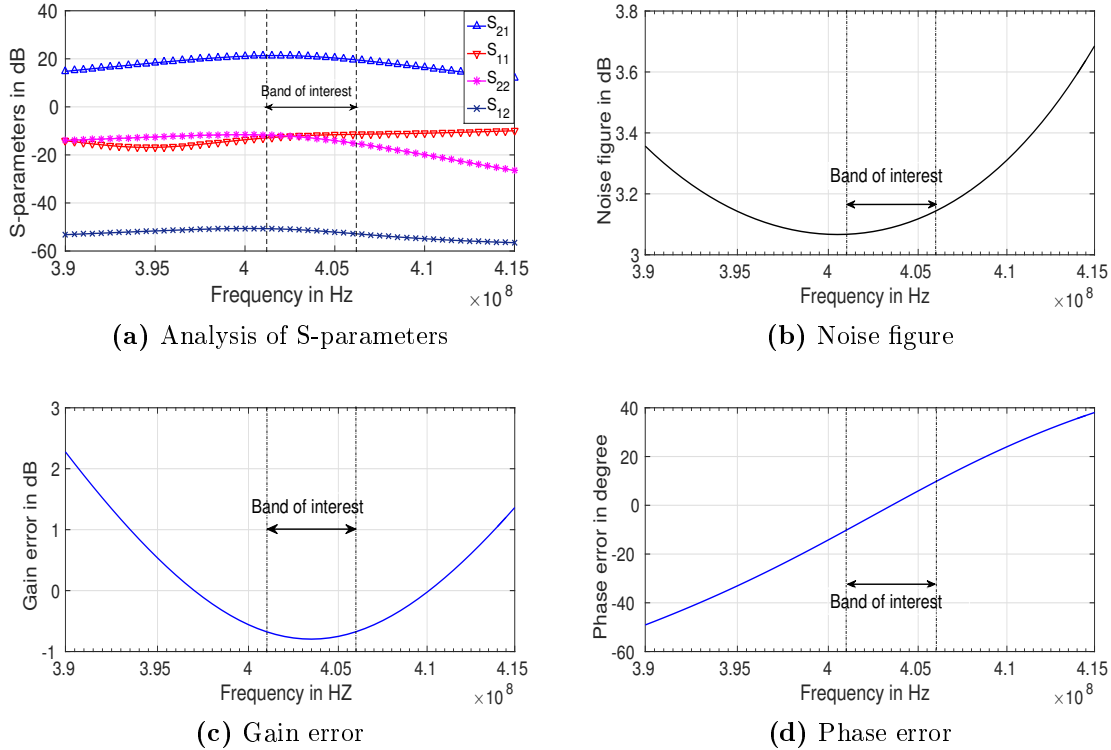 40
20
0
-20
-40
-60
S-parameters in dB
S21
S11
S22
S12
Band of interest
3.9
3.95
4
4.05
4.1
4.15
Frequency in Hz
×10^8
(a) Analysis of S-parameters
3.8
3.6
3.4
3.2
3
Noise figure in dB
Band of interest
3.9
3.95
4
4.05
4.1
4.15
Frequency in Hz
×10^8
(b) Noise figure
3
2
1
0
-1
Gain error in dB
Band of interest
3.9
3.95
4
4.05
4.1
4.15
Frequency in HZ
×10^8
(c) Gain error
40
20
0
-20
-40
-60
Phase error in degree
Band of interest
3.9
3.95
4
4.05
4.1
4.15
Frequency in Hz
×10^8
(d) Phase error